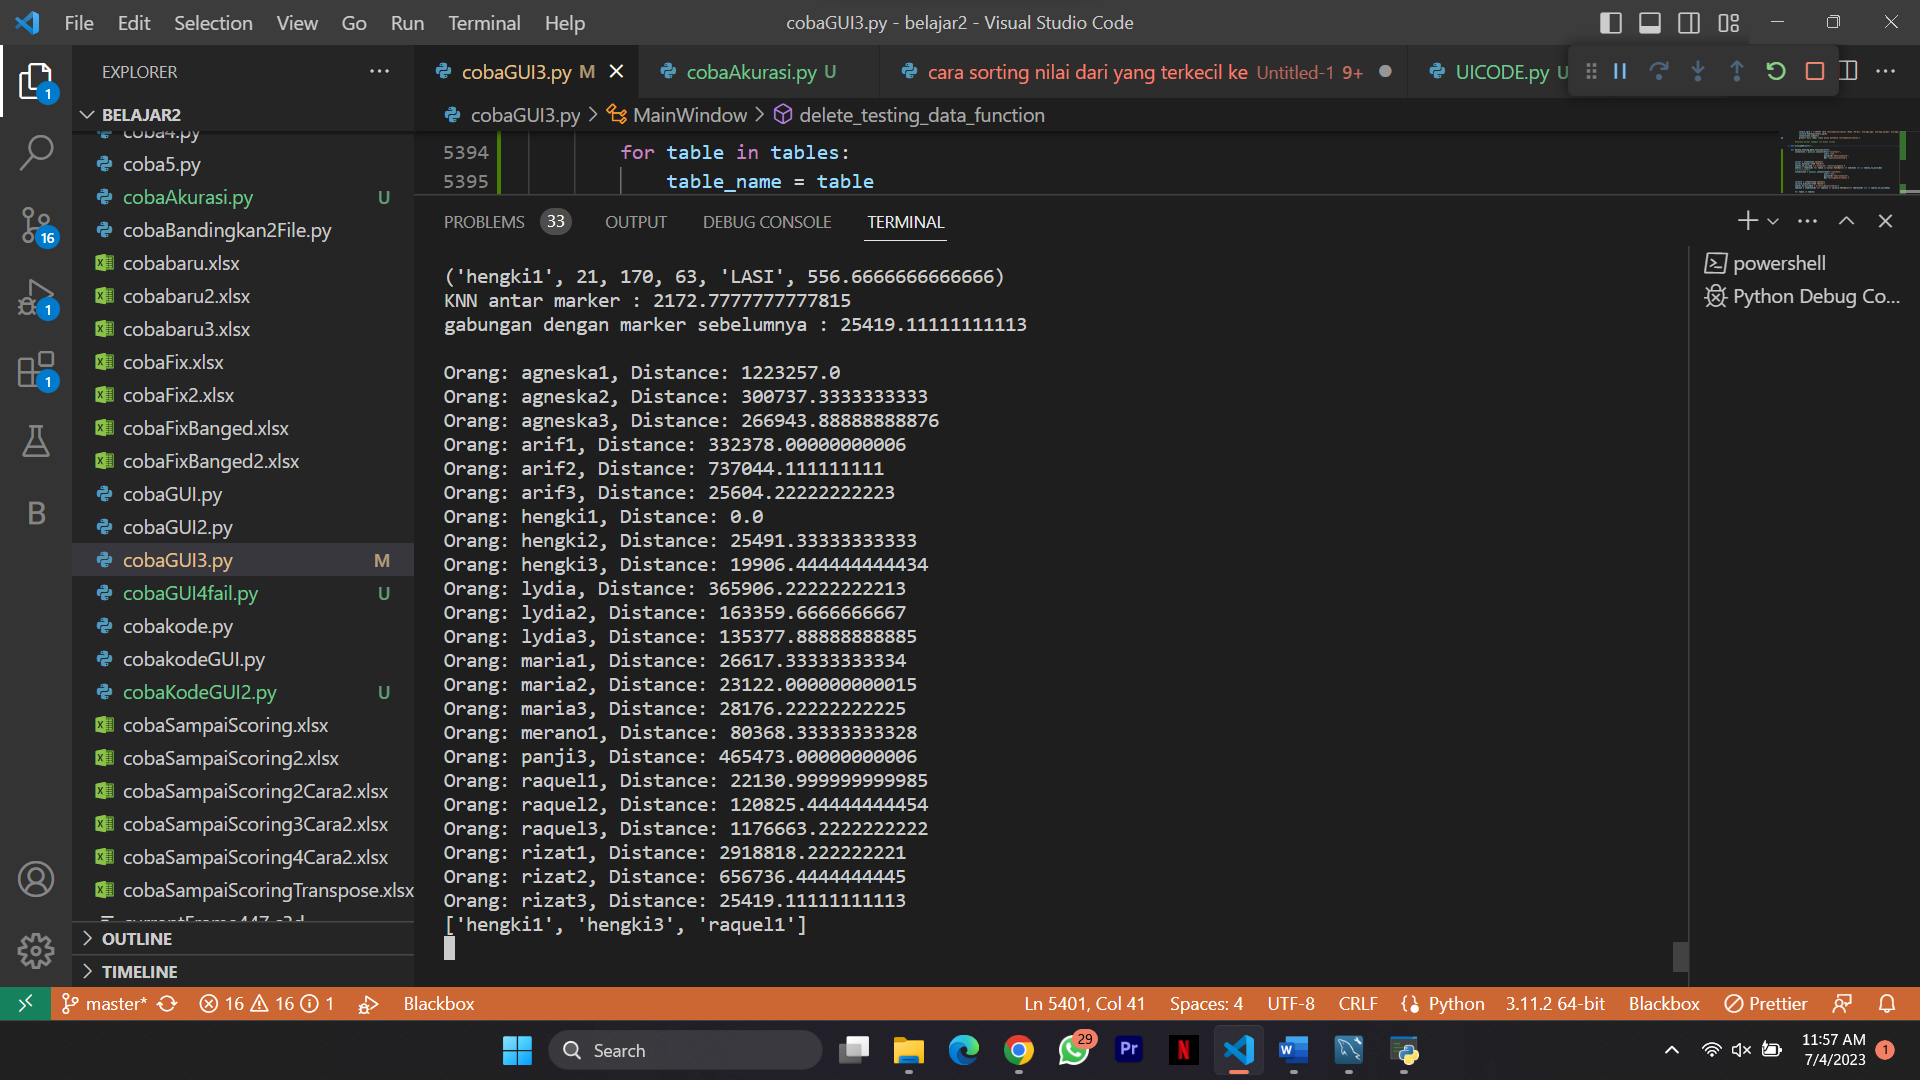 File Edit Selection View Go Run Terminal Help
cobaGUI3.py - belajar2 - Visual Studio Code
EXPLORER
BELAJAR2
coba4.py
coba5.py
cobaAkurasi.py U
cobaBandingkan2File.py
cobabaru.xlsx
cobabaru2.xlsx
cobabaru3.xlsx
cobaFix.xlsx
cobaFix2.xlsx
cobaFixBanged.xlsx
cobaFixBanged2.xlsx
cobaGUI.py
cobaGUI2.py
cobaGUI3.py M
cobaGUI4fail.py U
cobakode.py
cobakodeGUI.py
cobaKodeGUI2.py U
cobaSampaiScoring.xlsx
cobaSampaiScoring2.xlsx
cobaSampaiScoring2Cara2.xlsx
cobaSampaiScoring3Cara2.xlsx
cobaSampaiScoring4Cara2.xlsx
cobaSampaiScoringTranspose.xlsx
OUTLINE
TIMELINE
1
16
1
1
B
cobaGUI3.py M
cobaAkurasi.py U
cara sorting nilai dari yang terkecil ke Untitled-1 9+
UICODE.py U
cobaGUI3.py > MainWindow > delete_testing_data_function
5394 for table in tables:
5395 table_name = table
PROBLEMS 33 OUTPUT DEBUG CONSOLE TERMINAL
('hengki1', 21, 170, 63, 'LASI', 556.6666666666666)
KNN antar marker : 2172.7777777777815
gabungan dengan marker sebelumnya : 25419.11111111113
Orang: agneska1, Distance: 1223257.0
Orang: agneska2, Distance: 300737.3333333333
Orang: agneska3, Distance: 266943.88888888876
Orang: arif1, Distance: 332378.00000000006
Orang: arif2, Distance: 737044.111111111
Orang: arif3, Distance: 25604.22222222223
Orang: hengki1, Distance: 0.0
Orang: hengki2, Distance: 25491.33333333333
Orang: hengki3, Distance: 19906.444444444434
Orang: lydia, Distance: 365906.22222222213
Orang: lydia2, Distance: 163359.6666666667
Orang: lydia3, Distance: 135377.88888888885
Orang: maria1, Distance: 26617.33333333334
Orang: maria2, Distance: 23122.000000000015
Orang: maria3, Distance: 28176.22222222225
Orang: merano1, Distance: 80368.33333333328
Orang: panji3, Distance: 465473.00000000006
Orang: raquel1, Distance: 22130.999999999985
Orang: raquel2, Distance: 120825.44444444454
Orang: raquel3, Distance: 1176663.2222222222
Orang: rizat1, Distance: 2918818.222222221
Orang: rizat2, Distance: 656736.4444444445
Orang: rizat3, Distance: 25419.11111111113
['hengki1', 'hengki3', 'raquel1']
powershell
Python Debug Co...
master* 16 16 1 Blackbox
Ln 5401, Col 41 Spaces: 4 UTF-8 CRLF Python 3.11.2 64-bit Blackbox Prettier
Search
29
Pr
11:57 AM
7/4/2023
1